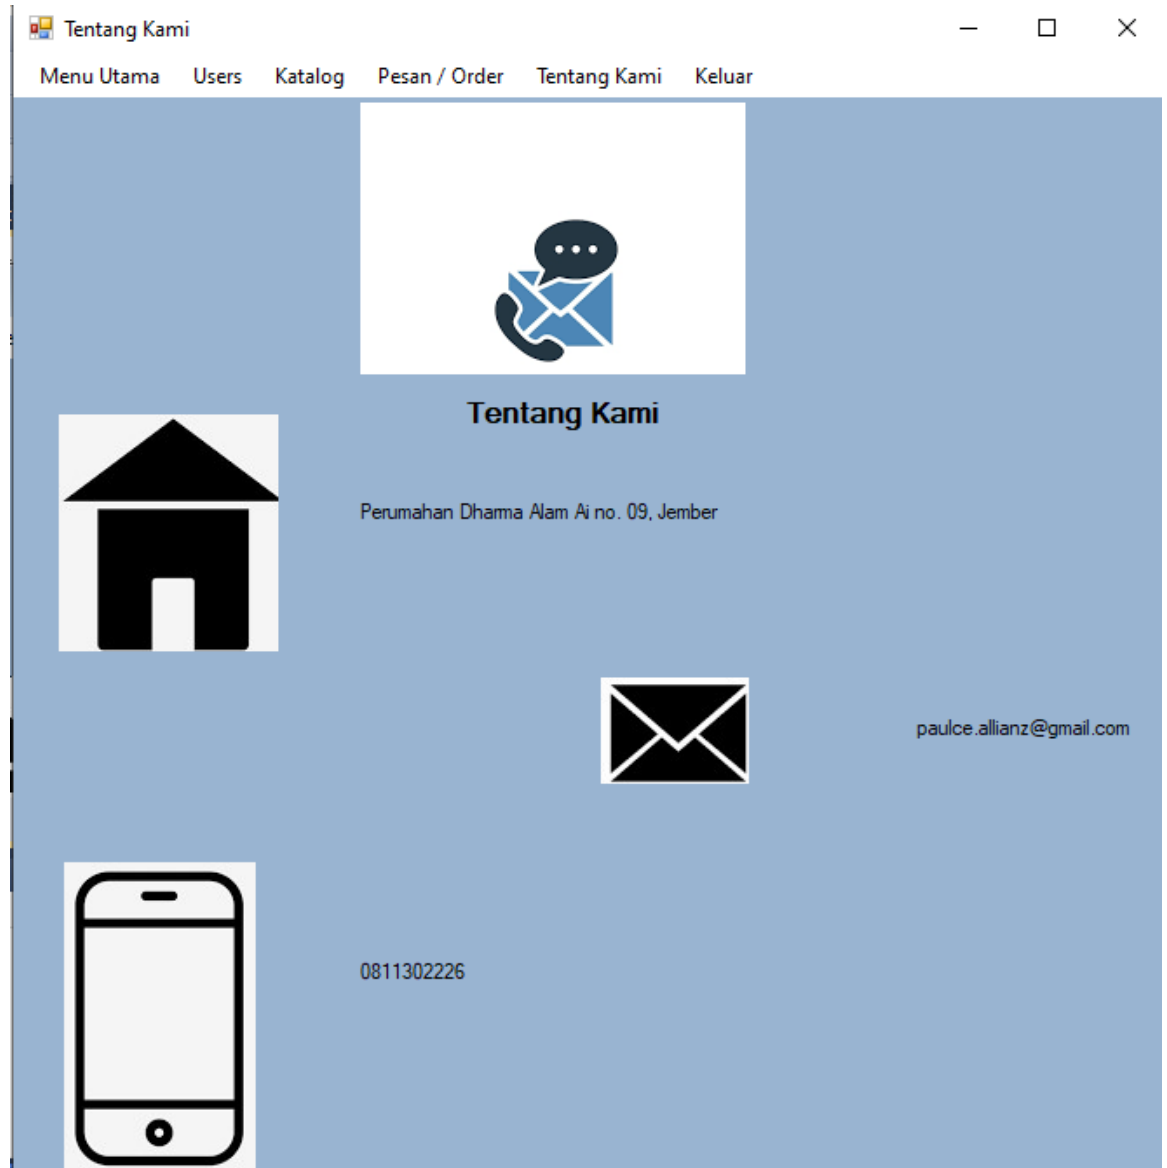 Tentang Kami
Menu Utama Users Katalog Pesan / Order Tentang Kami Keluar
Tentang Kami
Perumahan Dharma Alam Ai no. 09, Jember
paulce.allianz@gmail.com
0811302226